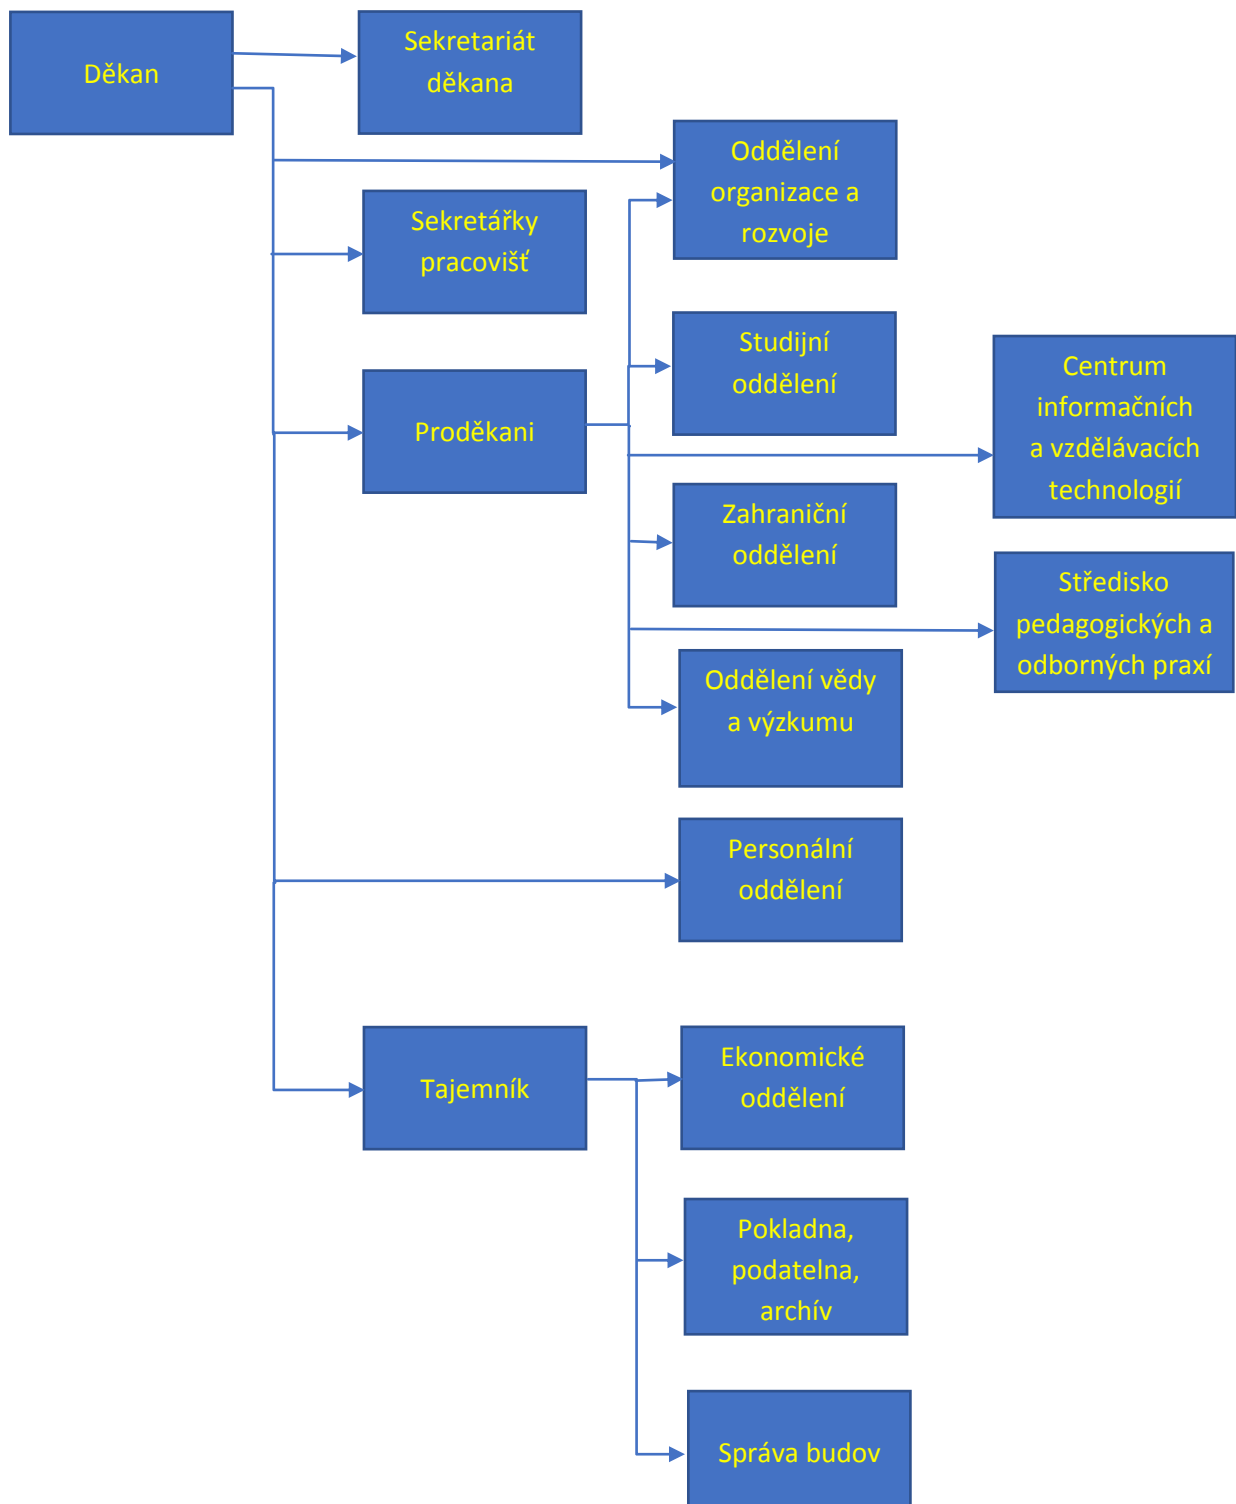 Děkan
Sekretariát
děkana
Oddělení
organizace a
rozvoje
Sekretářky
pracovišť
Studijní
oddělení
Centrum
informačních
a vzdělávacích
technologií
Proděkani
Zahraniční
oddělení
Středisko
pedagogických a
odborných praxí
Oddělení vědy
a výzkumu
Personální
oddělení
Tajemník
Ekonomické
oddělení
Pokladna,
podatelna,
archív
Správa budov